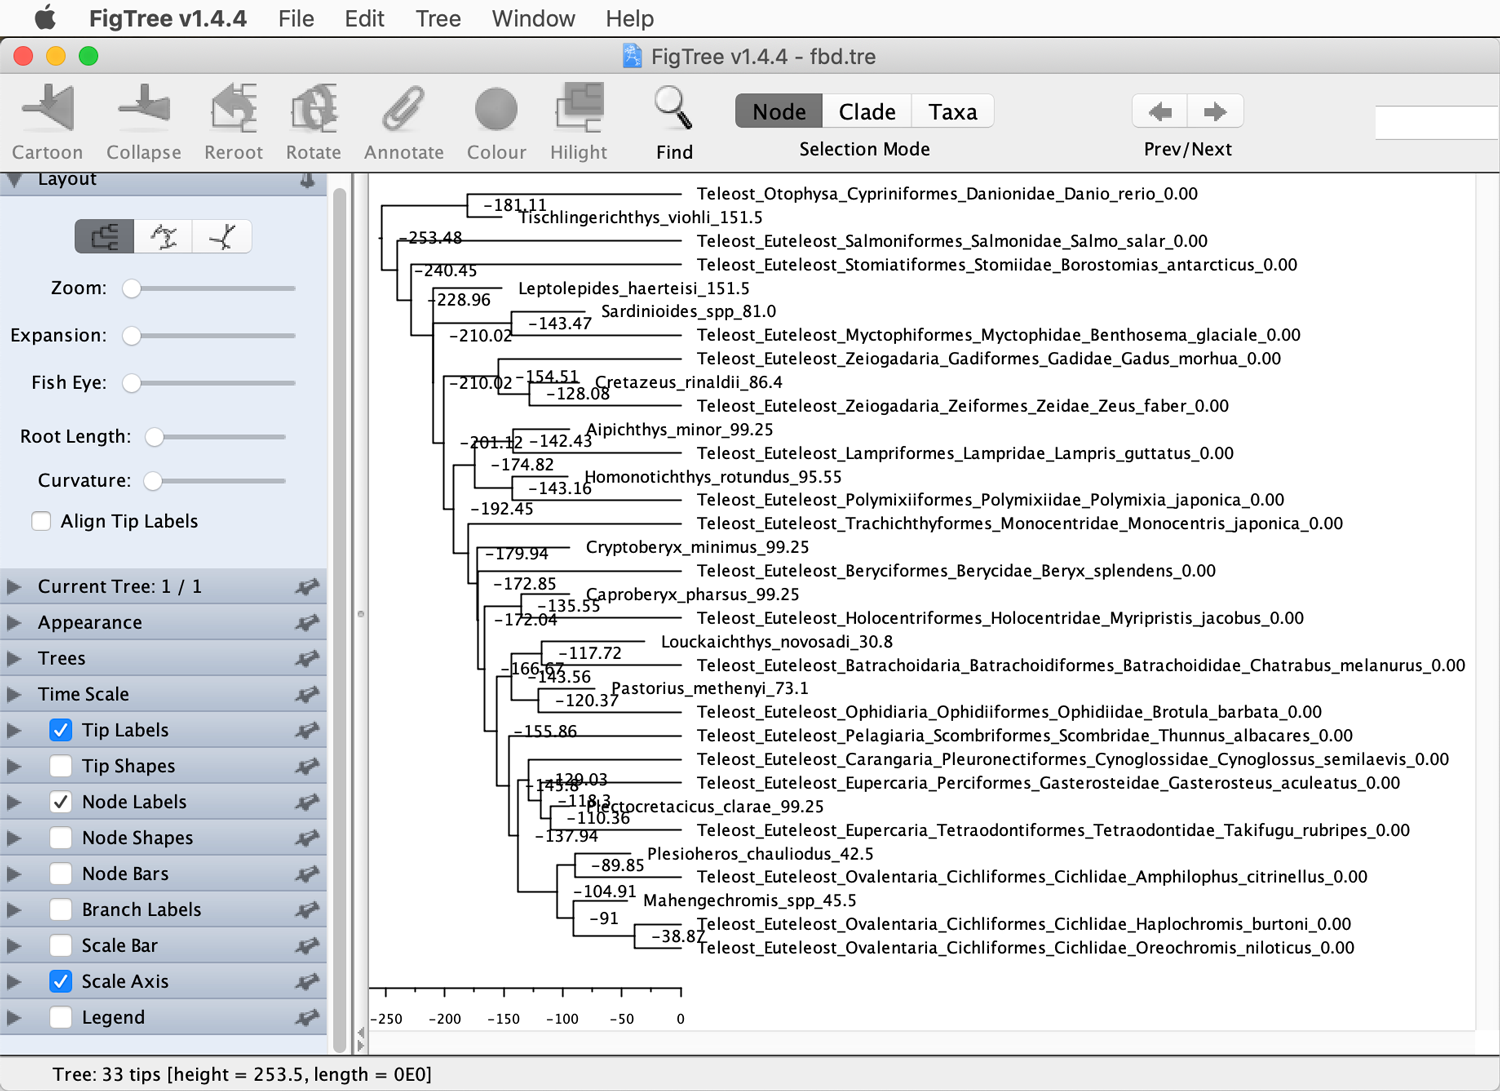 FigTree v1.4.4 File Edit Tree Window Help
FigTree v1.4.4 - fbd.tre
Cartoon Collapse Reroot Rotate Annotate Colour Hilight Find
Node Clade Taxa
Selection Mode
Prev/Next
Layout
Zoom:
Expansion:
Fish Eye:
Root Length:
Curvature:
Align Tip Labels
Current Tree: 1 / 1
Appearance
Trees
Time Scale
Tip Labels
Tip Shapes
Node Labels
Node Shapes
Node Bars
Branch Labels
Scale Bar
Scale Axis
Legend
Teleost_Otophysa_Cypriniformes_Danionidae_Danio_rerio_0.00
-181.11
Tischlingerichthys_viohli_151.5
-253.48
Teleost_Euteleost_Salmoniformes_Salmonidae_Salmo_salar_0.00
Teleost_Euteleost_Stomiatiformes_Stomiidae_Borostomias_antarcticus_0.00
-240.45
Leptolepides_haerteisi_151.5
-228.96
Sardinioides_spp_81.0
-143.47
-210.02
Teleost_Euteleost_Myctophiformes_Myctophidae_Benthosema_glaciale_0.00
Teleost_Euteleost_Zeiogadaria_Gadiformes_Gadidae_Gadus_morhua_0.00
-154.51
-210.02
Cretazeus_rinaldii_86.4
-128.08
Teleost_Euteleost_Zeiogadaria_Zeiformes_Zeidae_Zeus_faber_0.00
Aipichthys_minor_99.25
-201.12
-142.43
Teleost_Euteleost_Lampriformes_Lampridae_Lampris_guttatus_0.00
-174.82
Homonotichthys_rotundus_95.55
-143.16
Teleost_Euteleost_Polymixiiformes_Polymixiidae_Polymixia_japonica_0.00
-192.45
Teleost_Euteleost_Trachichthyformes_Monocentridae_Monocentris_japonica_0.00
Cryptoberyx_minimus_99.25
-179.94
Teleost_Euteleost_Beryciformes_Berycidae_Beryx_splendens_0.00
-172.85
Caproberyx_pharsus_99.25
-135.55
-172.04
Teleost_Euteleost_Holocentriformes_Holocentridae_Myripristis_jacobus_0.00
Louckaichthys_novosadi_30.8
-117.72
Teleost_Euteleost_Batrachoidaria_Batrachoidiformes_Batrachoididae_Chatrabus_melanurus_0.00
-166.67
-143.56
Pastorius_methenyi_73.1
-120.37
Teleost_Euteleost_Ophidiaria_Ophidiiformes_Ophidiidae_Brotula_barbata_0.00
-155.86
Teleost_Euteleost_Pelagiaria_Scombriformes_Scombridae_Thunnus_albacares_0.00
Teleost_Euteleost_Carangaria_Pleuronectiformes_Cynoglossidae_Cynoglossus_semilaevis_0.00
-129.03
-145.8
Teleost_Euteleost_Eupercaria_Perciformes_Gasterosteidae_Gasterosteus_aculeatus_0.00
-118.3
Plectocretacicus_clarae_99.25
-110.36
Teleost_Euteleost_Eupercaria_Tetraodontiformes_Tetraodontidae_Takifugu_rubripes_0.00
-137.94
Plesioheros_chauliodus_42.5
-89.85
Teleost_Euteleost_Ovalentaria_Cichliformes_Cichlidae_Amphilophus_citrinellus_0.00
-104.91
Mahengechromis_spp_45.5
-91
Teleost_Euteleost_Ovalentaria_Cichliformes_Cichlidae_Haplochromis_burtoni_0.00
-38.87
Teleost_Euteleost_Ovalentaria_Cichliformes_Cichlidae_Oreochromis_niloticus_0.00
-250 -200 -150 -100 -50 0
Tree: 33 tips [height = 253.5, length = 0E0]